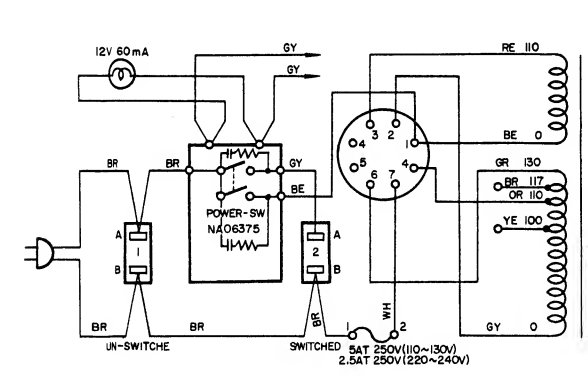 12V 60mA
GY
GY
RE 110
3 2
4 1
5 4
6 7
BE 0
GR 130
BR 117
OR 110
YE 100
GY 0
BR
BR
GY
BE
POWER-SW
NA06375
A
1
B
A
2
B
BR
BR
BR
WH
1 2
UN-SWITCHE
SWITCHED
5AT 250V(110~130V)
2.5AT 250V(220~240V)